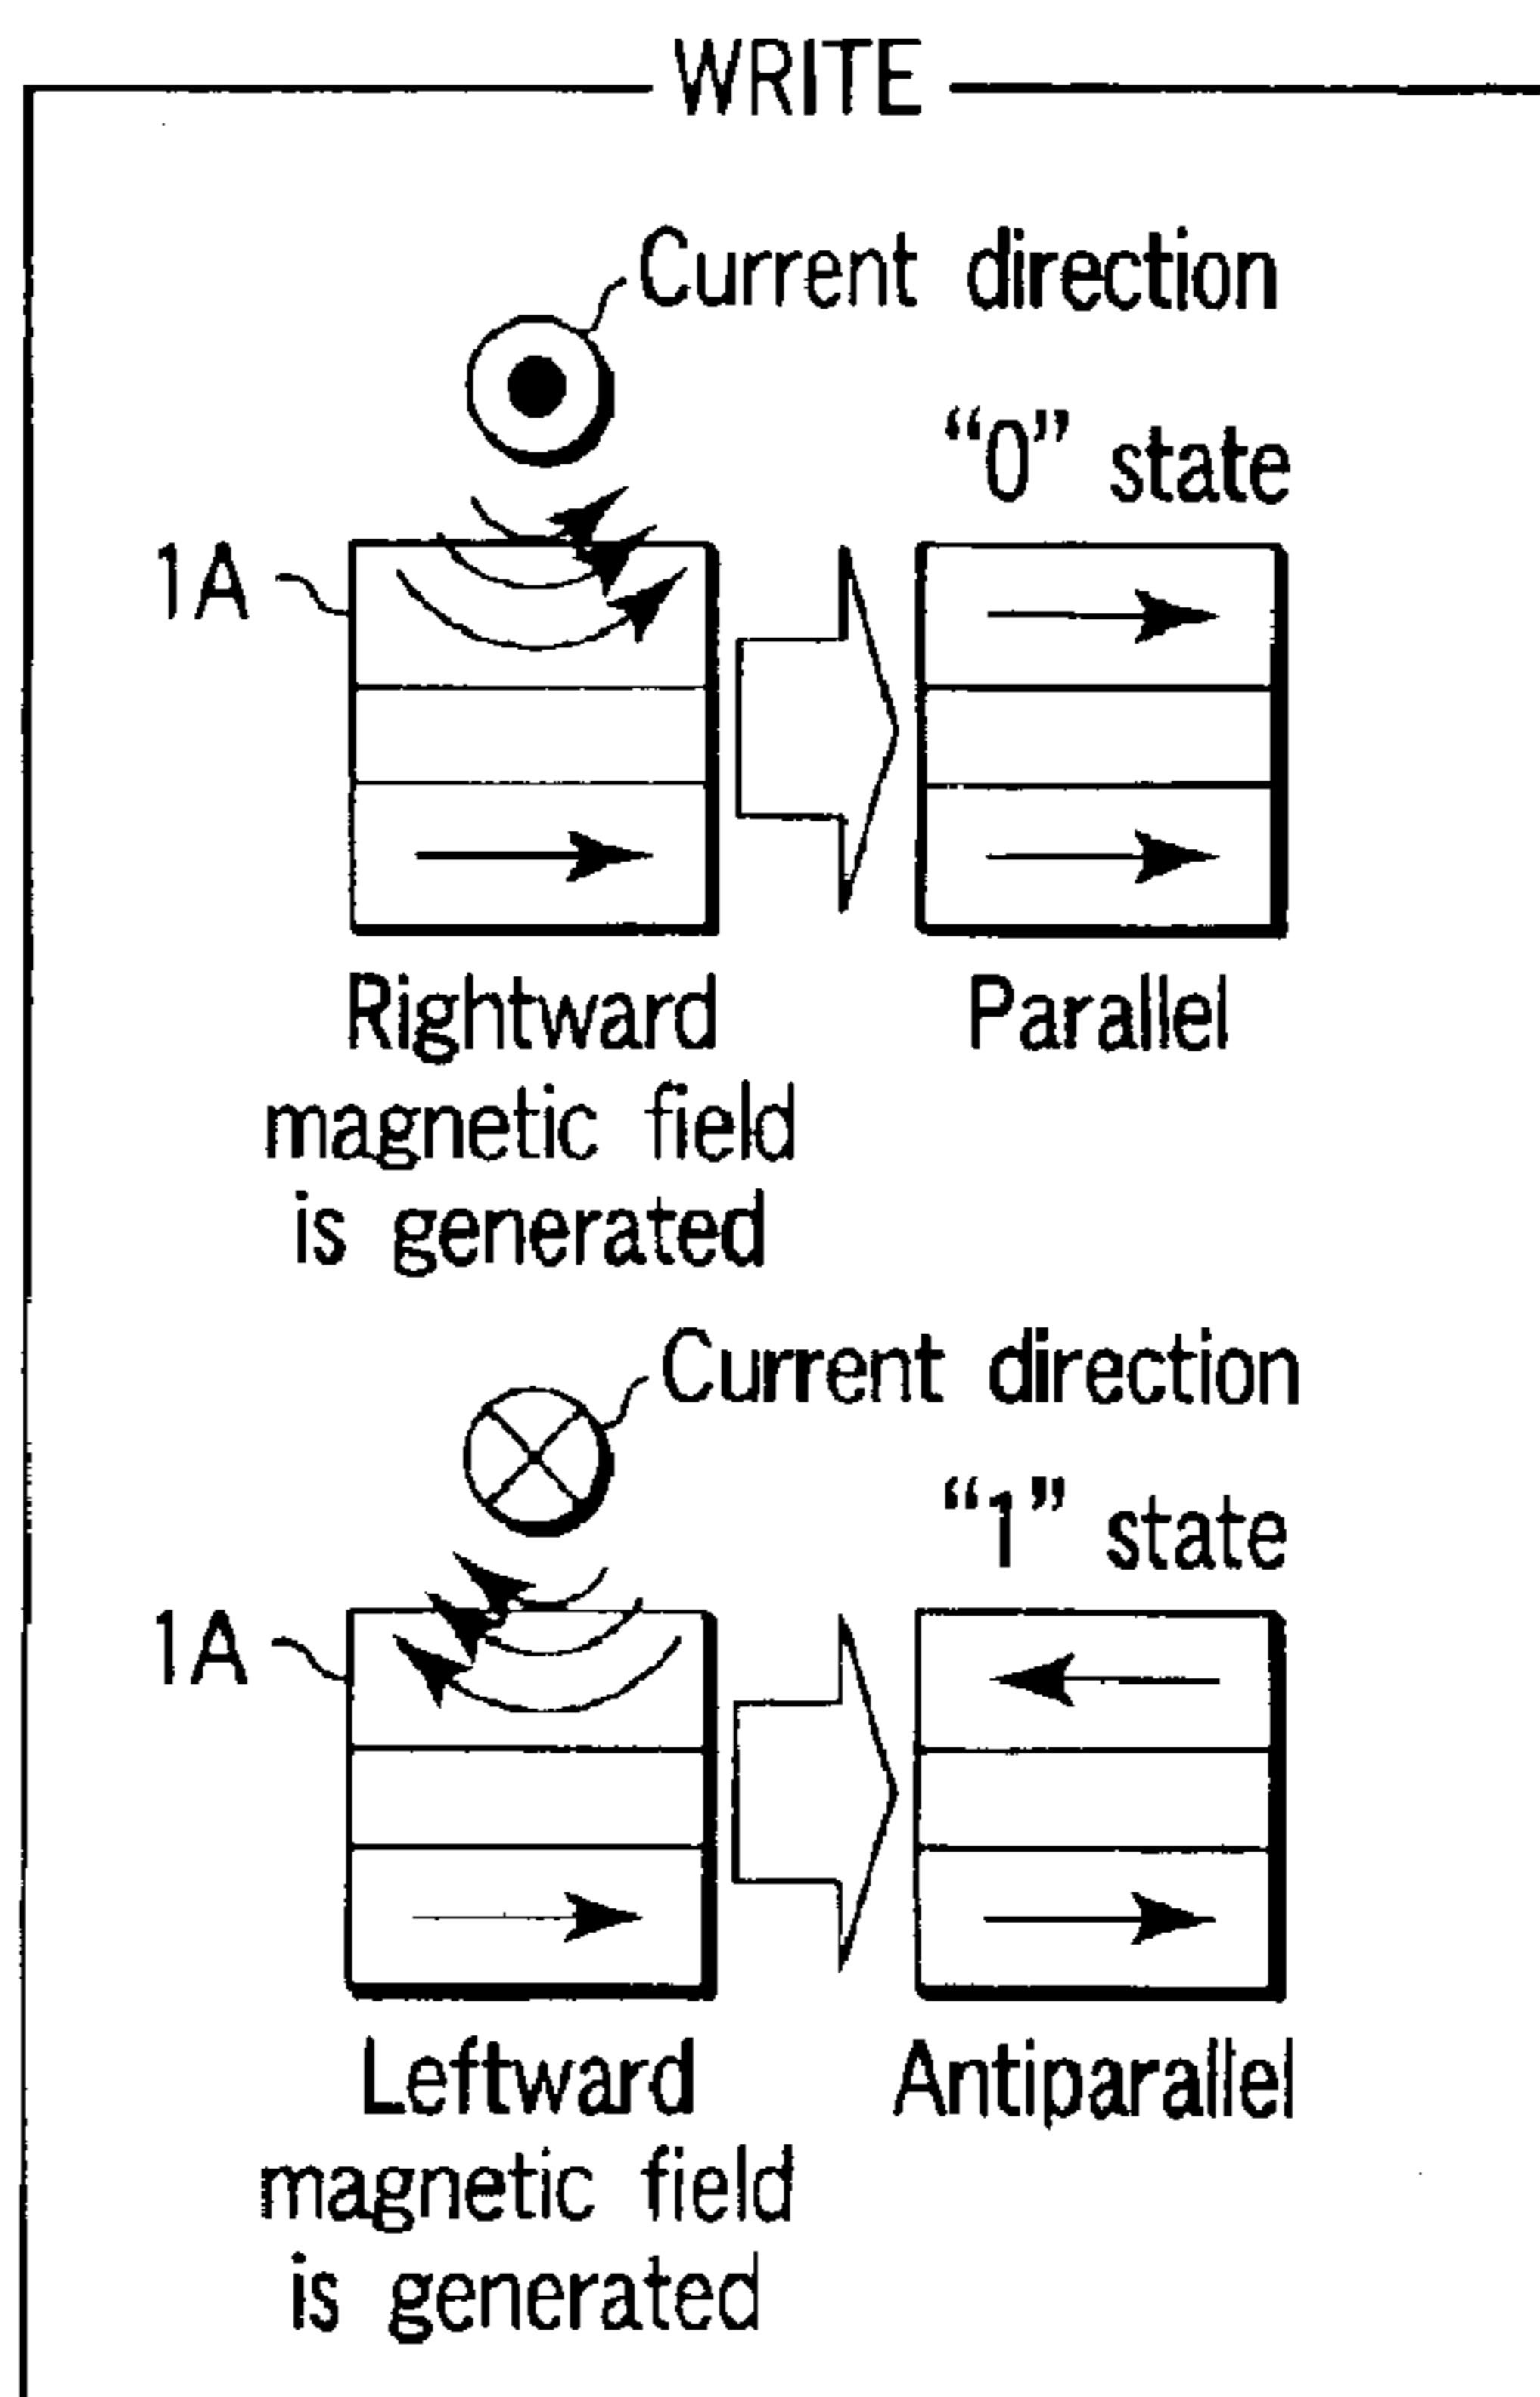 WRITE
Current direction
“0” state
1A
Rightward
magnetic field
is generated
Parallel
Current direction
“1” state
1A
Leftward
magnetic field
is generated
Antiparallel